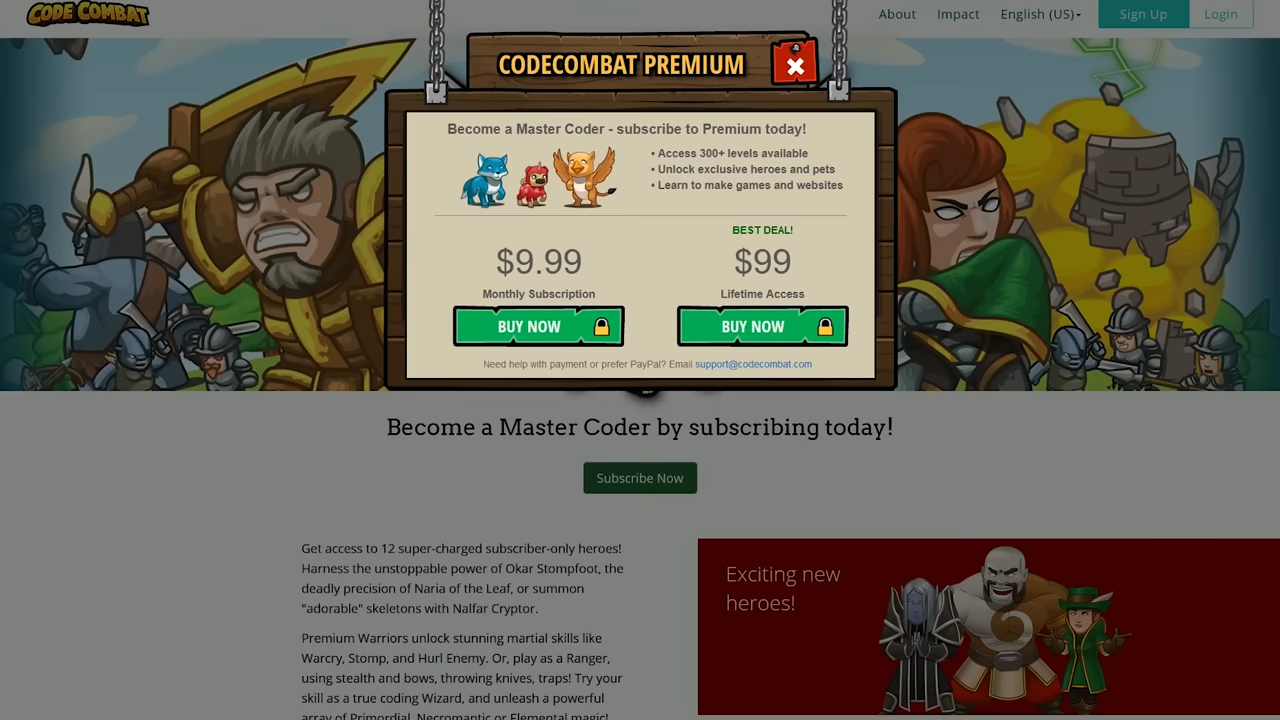 CODE COMBAT
About
Impact
English (US)
Sign Up
Login
CODECOMBAT PREMIUM
Become a Master Coder - subscribe to Premium today!
• Access 300+ levels available
• Unlock exclusive heroes and pets
• Learn to make games and websites
$9.99
Monthly Subscription
BUY NOW
BEST DEAL!
$99
Lifetime Access
BUY NOW
Need help with payment or prefer PayPal? Email support@codecombat.com
Become a Master Coder by subscribing today!
Subscribe Now
Get access to 12 super-charged subscriber-only heroes!
Harness the unstoppable power of Okar Stompfoot, the
deadly precision of Naria of the Leaf, or summon
"adorable" skeletons with Nalfar Cryptor.
Premium Warriors unlock stunning martial skills like
Warcry, Stomp, and Hurl Enemy. Or, play as a Ranger,
using stealth and bows, throwing knives, traps! Try your
skill as a true coding Wizard, and unleash a powerful
array of Primordial, Necromantic or Elemental magic!
Exciting new
heroes!